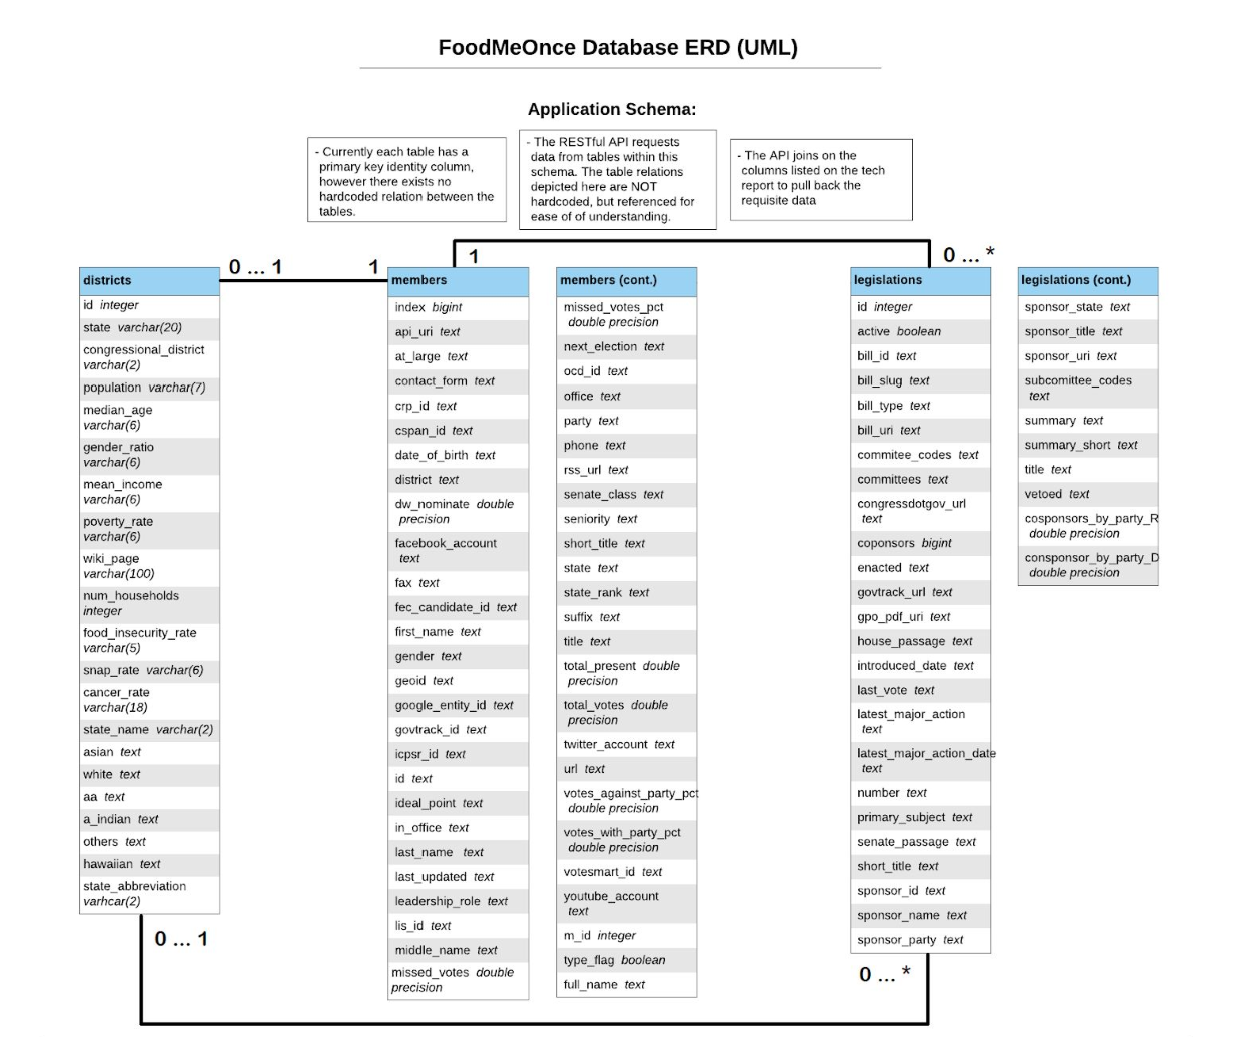 FoodMeOnce Database ERD (UML)
Application Schema:
- Currently each table has a
primary key identity column,
however there exists no
hardcoded relation between the
tables.
- The RESTful API requests
data from tables within this
schema. The table relations
depicted here are NOT
hardcoded, but referenced for
ease of of understanding.
- The API joins on the
columns listed on the tech
report to pull back the
requisite data
0 ... 1
1
1
0 ... *
districts
id integer
state varchar(20)
congressional_district
varchar(2)
population varchar(7)
median_age
varchar(6)
gender_ratio
varchar(6)
mean_income
varchar(6)
poverty_rate
varchar(6)
wiki_page
varchar(100)
num_households
integer
food_insecurity_rate
varchar(5)
snap_rate varchar(6)
cancer_rate
varchar(18)
state_name varchar(2)
asian text
white text
aa text
a_indian text
others text
hawaiian text
state_abbreviation
varhcar(2)
0 ... 1
members
index bigint
api_uri text
at_large text
contact_form text
crp_id text
cspan_id text
date_of_birth text
district text
dw_nominate double
precision
facebook_account
text
fax text
fec_candidate_id text
first_name text
gender text
geoid text
google_entity_id text
govtrack_id text
icpsr_id text
id text
ideal_point text
in_office text
last_name text
last_updated text
leadership_role text
lis_id text
middle_name text
missed_votes double
precision
members (cont.)
missed_votes_pct
double precision
next_election text
ocd_id text
office text
party text
phone text
rss_url text
senate_class text
seniority text
short_title text
state text
state_rank text
suffix text
title text
total_present double
precision
total_votes double
precision
twitter_account text
url text
votes_against_party_pct
double precision
votes_with_party_pct
double precision
votesmart_id text
youtube_account
text
m_id integer
type_flag boolean
full_name text
legislations
id integer
active boolean
bill_id text
bill_slug text
bill_type text
bill_uri text
commitee_codes text
committees text
congressdotgov_url
text
coponsors bigint
enacted text
govtrack_url text
gpo_pdf_uri text
house_passage text
introduced_date text
last_vote text
latest_major_action
text
latest_major_action_date
text
number text
primary_subject text
senate_passage text
short_title text
sponsor_id text
sponsor_name text
sponsor_party text
0 ... *
legislations (cont.)
sponsor_state text
sponsor_title text
sponsor_uri text
subcomittee_codes
text
summary text
summary_short text
title text
vetoed text
cosponsors_by_party_R
double precision
consponsor_by_party_D
double precision